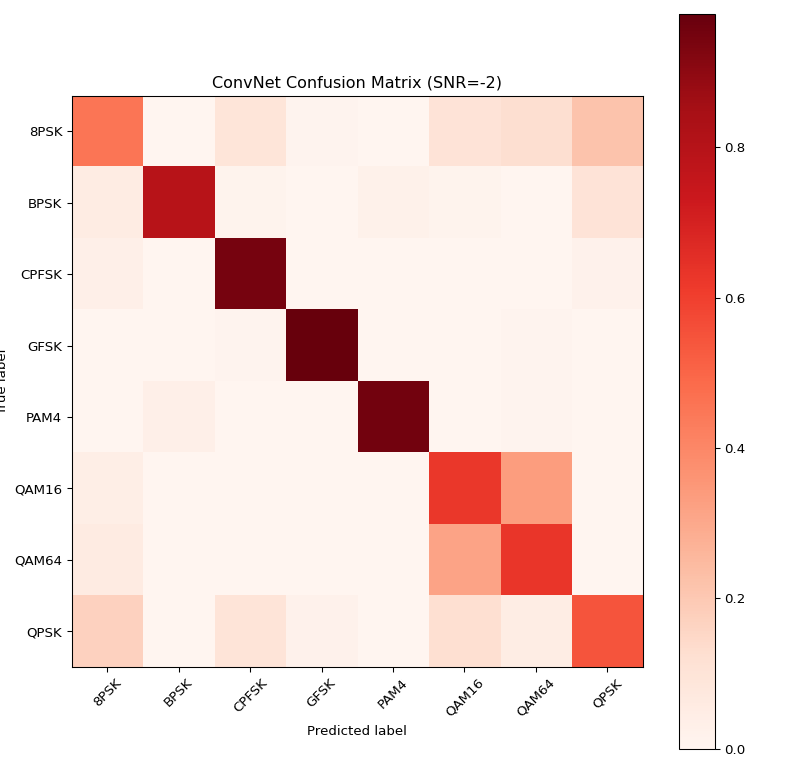 ConvNet Confusion Matrix (SNR=-2)
8PSK
BPSK
CPFSK
GFSK
PAM4
QAM16
QAM64
QPSK
True label
8PSK BPSK CPFSK GFSK PAM4 QAM16 QAM64 QPSK
Predicted label
0.8
0.6
0.4
0.2
0.0